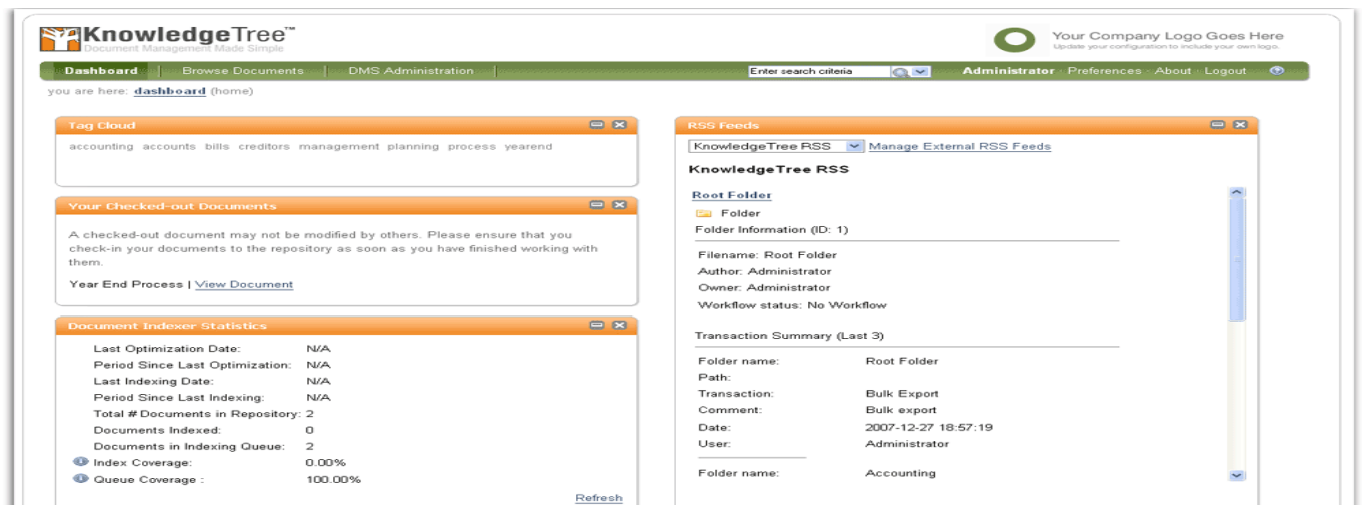 KnowledgeTree™
Document Management Made Simple
Your Company Logo Goes Here
Update your configuration to include your own logo.
Dashboard | Browse Documents | DMS Administration |
Enter search criteria
Administrator · Preferences · About · Logout
you are here: dashboard (home)
Tag Cloud
accounting accounts bills creditors management planning process yearend
Your Checked-out Documents
A checked-out document may not be modified by others. Please ensure that you
check-in your documents to the repository as soon as you have finished working with
them.
Year End Process | View Document
Document Indexer Statistics
Last Optimization Date: N/A
Period Since Last Optimization: N/A
Last Indexing Date: N/A
Period Since Last Indexing: N/A
Total # Documents in Repository: 2
Documents Indexed: 0
Documents in Indexing Queue: 2
Index Coverage: 0.00%
Queue Coverage : 100.00%
Refresh
RSS Feeds
KnowledgeTree RSS Manage External RSS Feeds
KnowledgeTree RSS
Root Folder
Folder
Folder Information (ID: 1)
Filename: Root Folder
Author: Administrator
Owner: Administrator
Workflow status: No Workflow
Transaction Summary (Last 3)
Folder name: Root Folder
Path:
Transaction: Bulk Export
Comment: Bulk export
Date: 2007-12-27 18:57:19
User: Administrator
Folder name: Accounting